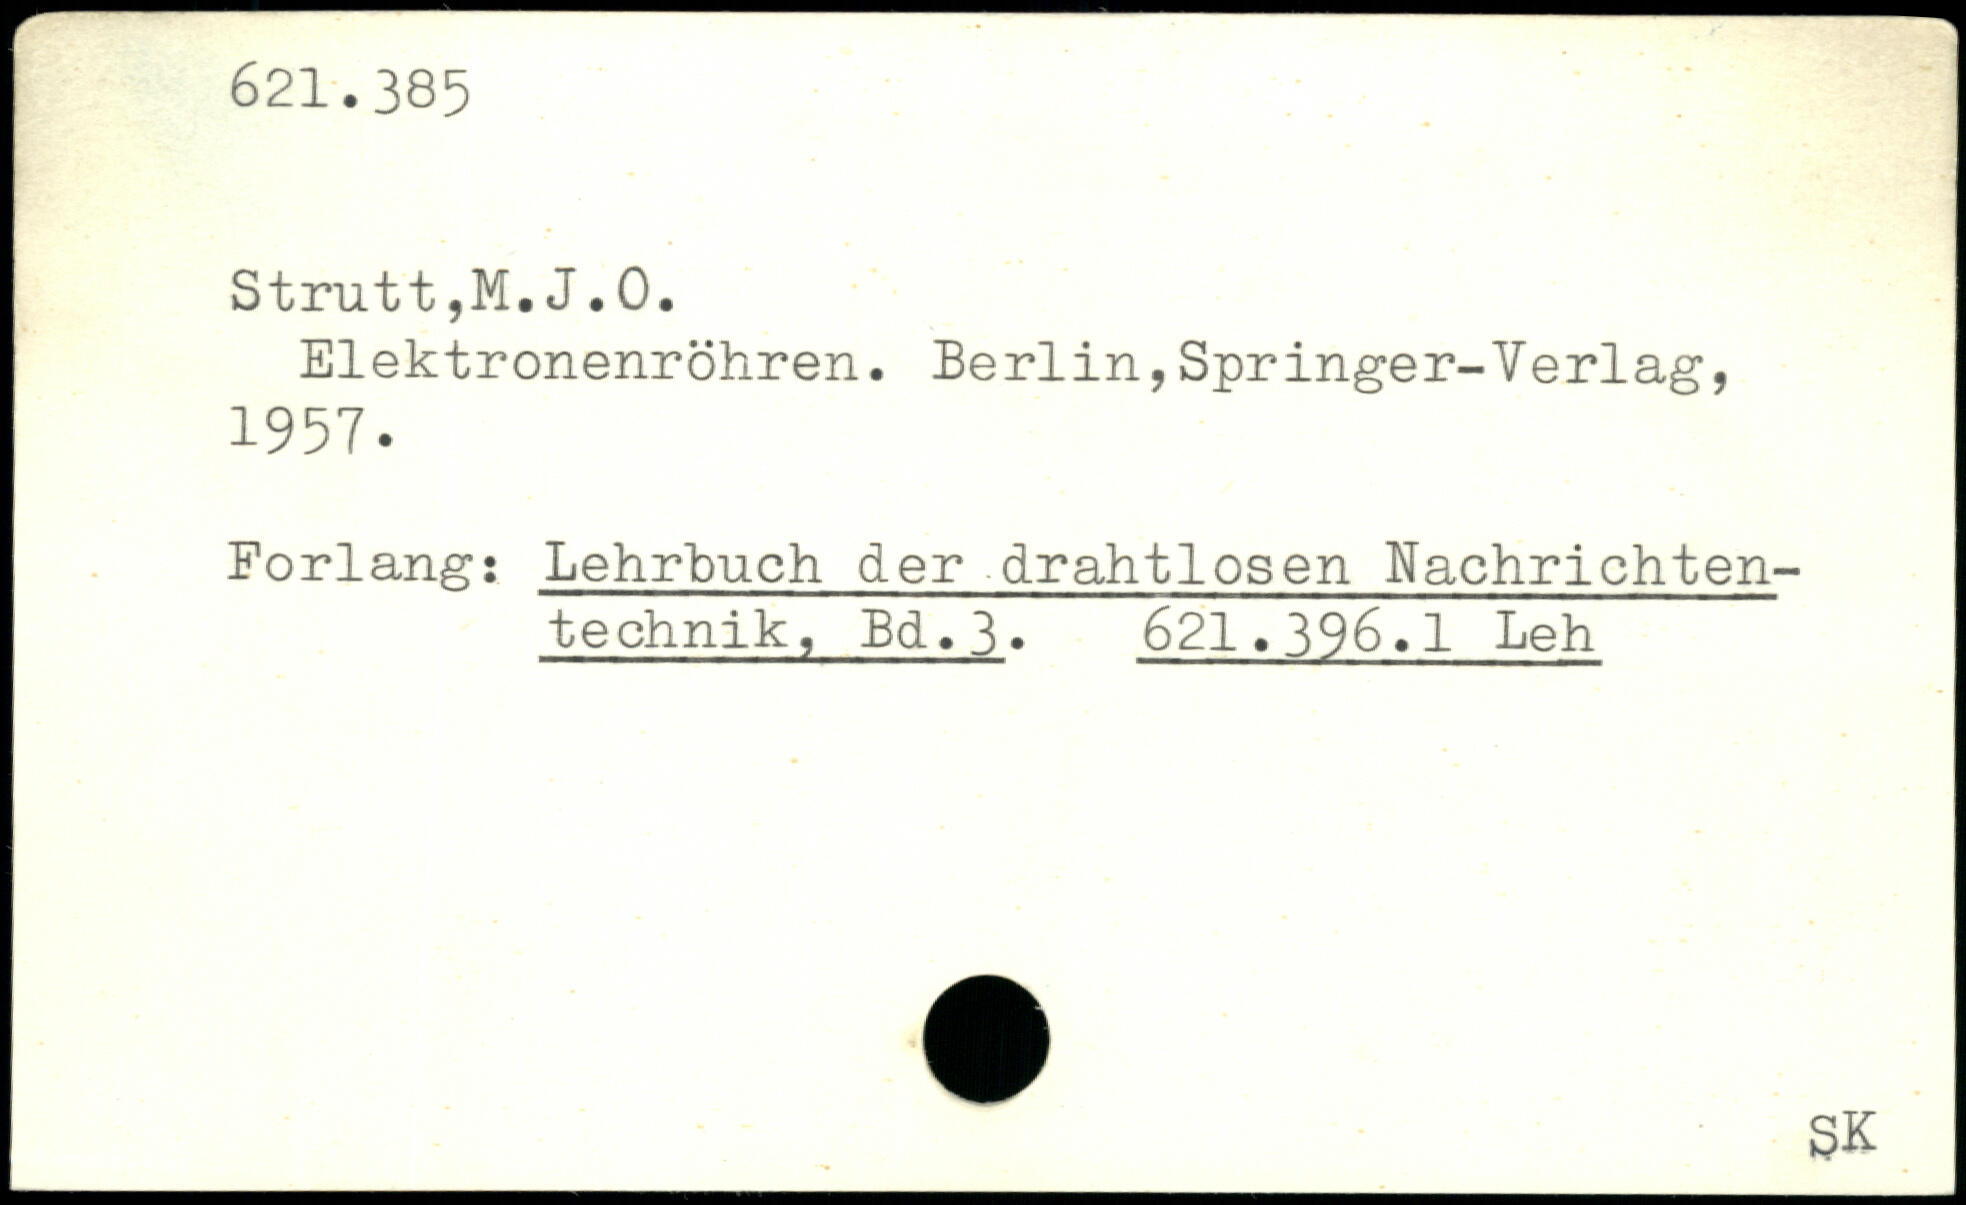 621.385
Strutt,M.J.O.
Elektronenröhren. Berlin,Springer-Verlag,
1957.
Forlang: Lehrbuch der drahtlosen Nachrichten-
technik, Bd.3. 621.396.1 Leh
SK